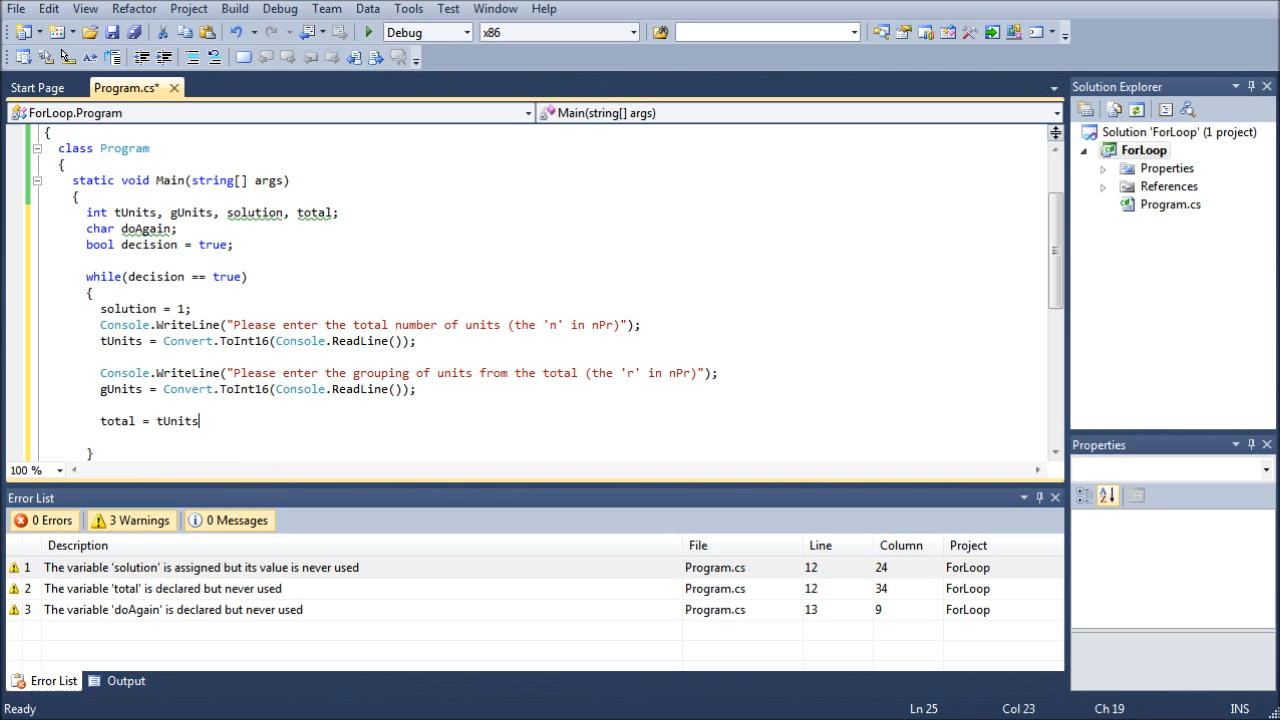 File Edit View Refactor Project Build Debug Team Data Tools Test Window Help
Debug x86
Start Page Program.cs*
ForLoop.Program Main(string[] args)
{
class Program
{
static void Main(string[] args)
{
int tUnits, gUnits, solution, total;
char doAgain;
bool decision = true;
while(decision == true)
{
solution = 1;
Console.WriteLine("Please enter the total number of units (the 'n' in nPr)");
tUnits = Convert.ToInt16(Console.ReadLine());
Console.WriteLine("Please enter the grouping of units from the total (the 'r' in nPr)");
gUnits = Convert.ToInt16(Console.ReadLine());
total = tUnits
}
100 %
Solution Explorer
Solution 'ForLoop' (1 project)
ForLoop
Properties
References
Program.cs
Properties
Error List
0 Errors 3 Warnings 0 Messages
Description File Line Column Project
1 The variable 'solution' is assigned but its value is never used Program.cs 12 24 ForLoop
2 The variable 'total' is declared but never used Program.cs 12 34 ForLoop
3 The variable 'doAgain' is declared but never used Program.cs 13 9 ForLoop
Error List Output
Ready Ln 25 Col 23 Ch 19 INS